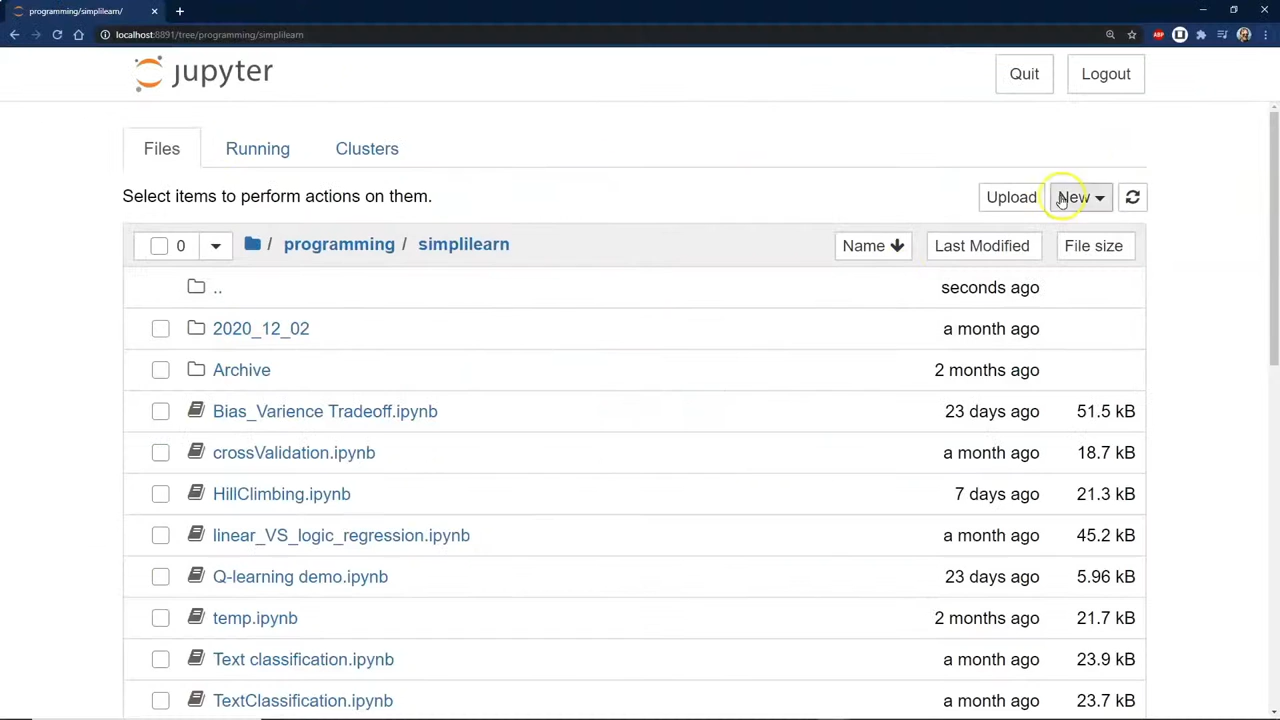 programming/simplilearn/
localhost:8891/tree/programming/simplilearn
ABP
jupyter
Quit
Logout
Files
Running
Clusters
Select items to perform actions on them.
Upload
New
0
/ programming / simplilearn
Name
Last Modified
File size
.. seconds ago
2020_12_02 a month ago
Archive 2 months ago
Bias_Varience Tradeoff.ipynb 23 days ago 51.5 kB
crossValidation.ipynb a month ago 18.7 kB
HillClimbing.ipynb 7 days ago 21.3 kB
linear_VS_logic_regression.ipynb a month ago 45.2 kB
Q-learning demo.ipynb 23 days ago 5.96 kB
temp.ipynb 2 months ago 21.7 kB
Text classification.ipynb a month ago 23.9 kB
TextClassification.ipynb a month ago 23.7 kB